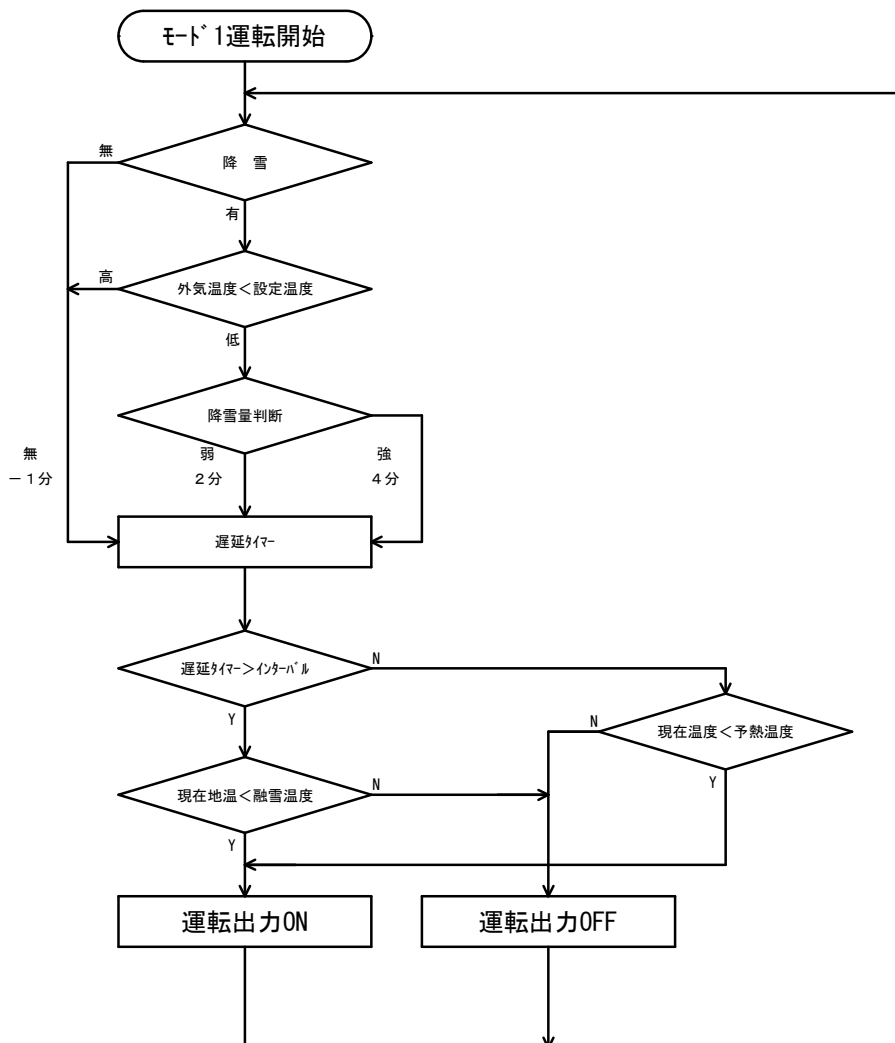 ﾓｰﾄﾞ1運転開始
無
降　雪
有
高
外気温度＜設定温度
低
降雪量判断
無
－１分
弱
２分
強
４分
遅延ﾀｲﾏｰ
遅延ﾀｲﾏｰ＞ｲﾝﾀｰﾊﾞﾙ
N
Y
N
現在温度＜予熱温度
Y
現在地温＜融雪温度
N
Y
運転出力ON
運転出力OFF